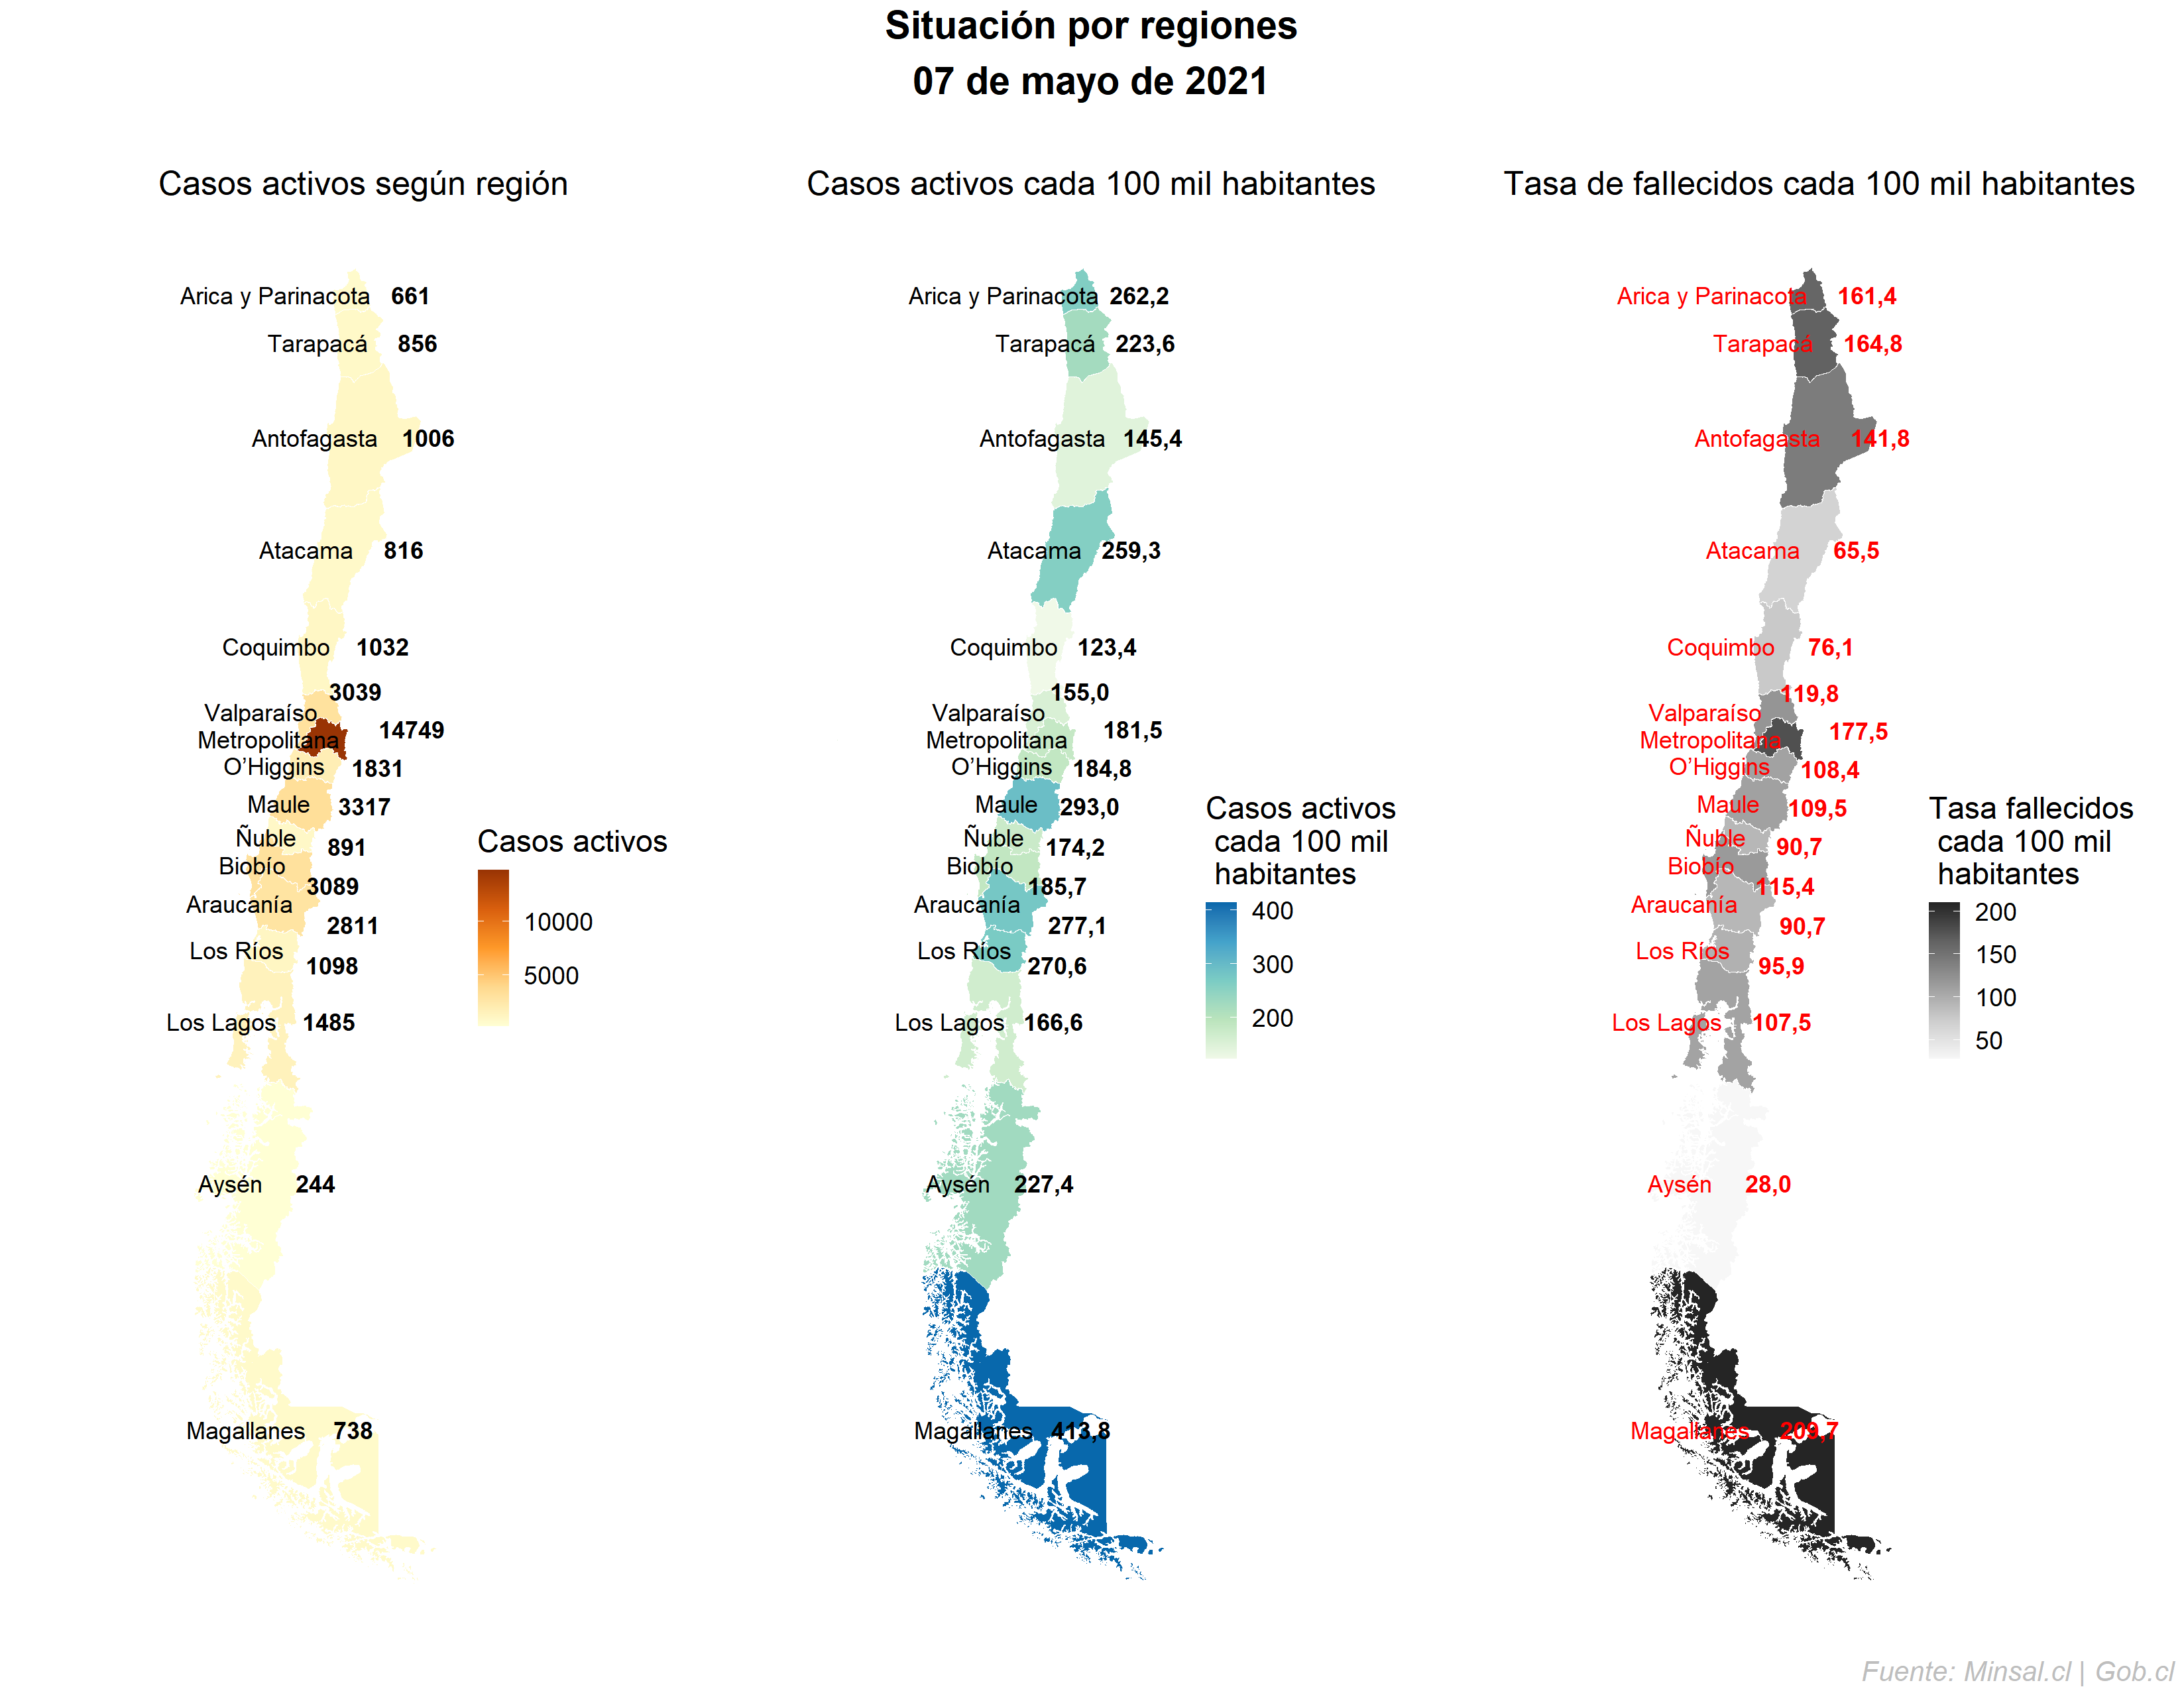 Situación por regiones
07 de mayo de 2021
Casos activos según región
Arica y Parinacota 661
Tarapacá 856
Antofagasta 1006
Atacama 816
Coquimbo 1032
3039
Valparaíso
14749
Metropolitana
O’Higgins 1831
Maule 3317
Ñuble 891
Biobío
3089
Araucanía
2811
Los Ríos
1098
Los Lagos 1485
Aysén 244
Magallanes 738
Casos activos
10000
5000
Casos activos cada 100 mil habitantes
Arica y Parinacota 262,2
Tarapacá 223,6
Antofagasta 145,4
Atacama 259,3
Coquimbo 123,4
155,0
Valparaíso
181,5
Metropolitana
O’Higgins 184,8
Maule 293,0
Ñuble 174,2
Biobío
185,7
Araucanía
277,1
Los Ríos
270,6
Los Lagos 166,6
Aysén 227,4
Magallanes 413,8
Casos activos
cada 100 mil
habitantes
400
300
200
Tasa de fallecidos cada 100 mil habitantes
Arica y Parinacota 161,4
Tarapacá 164,8
Antofagasta 141,8
Atacama 65,5
Coquimbo 76,1
119,8
Valparaíso
177,5
Metropolitana
O’Higgins 108,4
Maule 109,5
Ñuble 90,7
Biobío
115,4
Araucanía
90,7
Los Ríos
95,9
Los Lagos 107,5
Aysén 28,0
Magallanes 209,7
Tasa fallecidos
cada 100 mil
habitantes
200
150
100
50
Fuente: Minsal.cl | Gob.cl